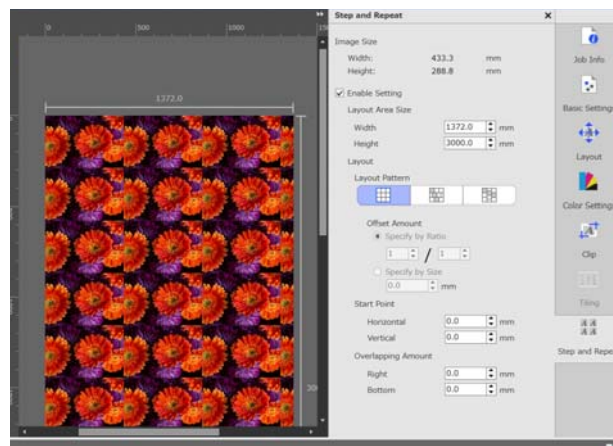 Step and Repeat
0
500
1000
1372.0
Image Size
Width: 433.3 mm
Height: 288.8 mm
Enable Setting
Layout Area Size
Width 1372.0 mm
Height 3000.0 mm
Layout
Layout Pattern
Offset Amount
Specify by Ratio
1 / 1
Specify by Size
0.0 mm
Start Point
Horizontal 0.0 mm
Vertical 0.0 mm
Overlapping Amount
Right 0.0 mm
Bottom 0.0 mm
Job Info
Basic Setting
Layout
Color Setting
Clip
Tiling
Step and Repe